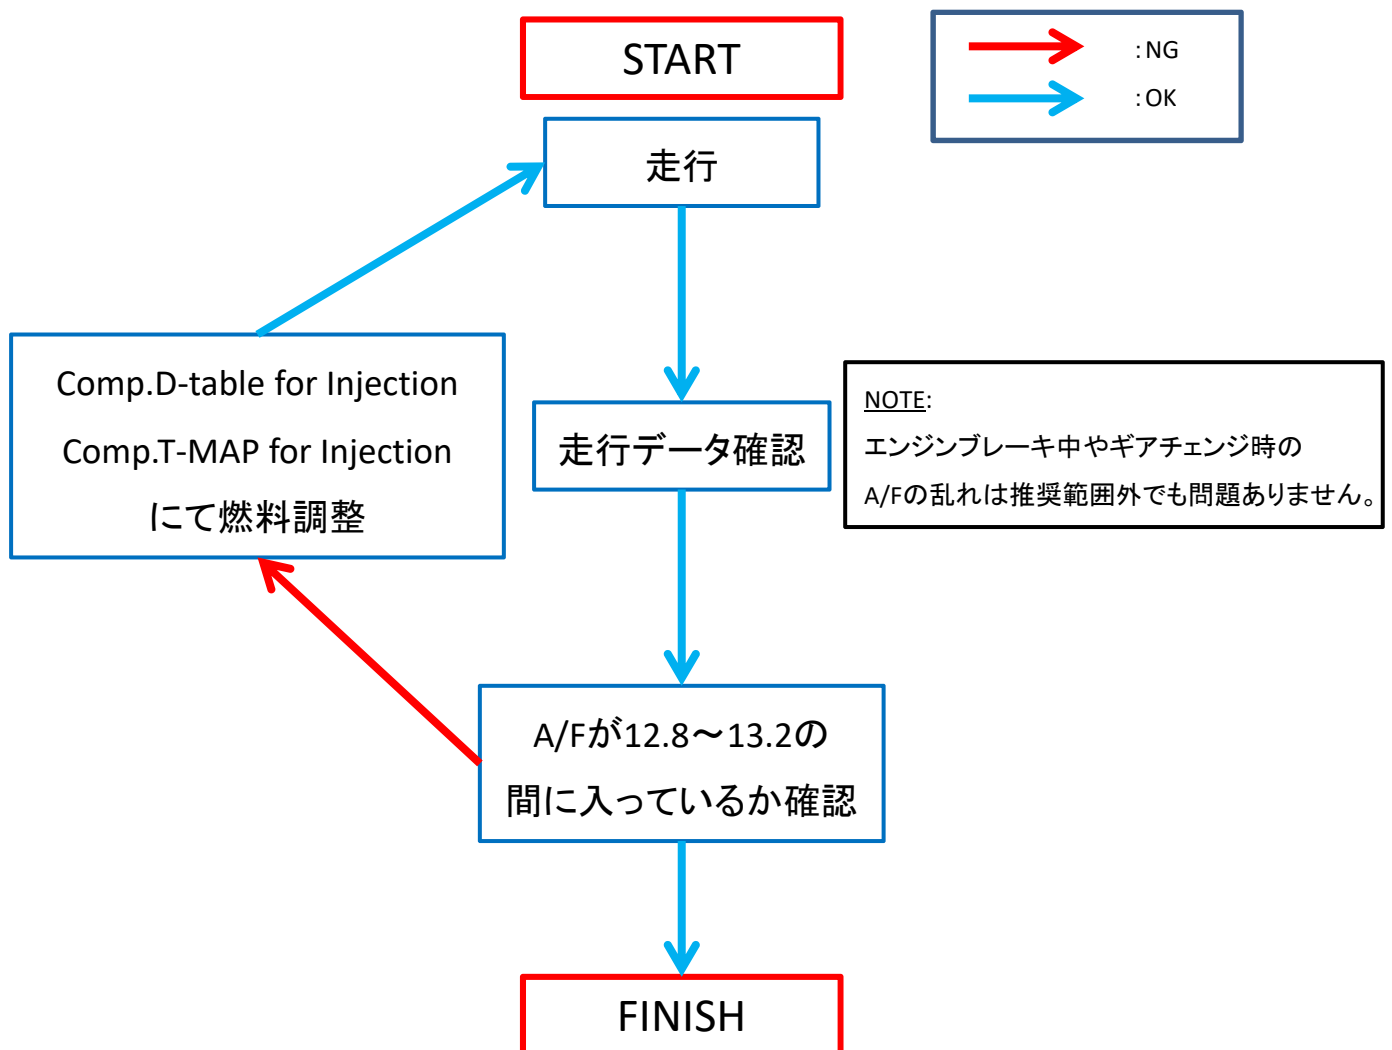 START
:NG
:OK
走行
Comp.D-table for Injection
Comp.T-MAP for Injection
にて燃料調整
走行データ確認
NOTE:
エンジンブレーキ中やギアチェンジ時の
A/Fの乱れは推奨範囲外でも問題ありません。
A/Fが12.8～13.2の
間に入っているか確認
FINISH